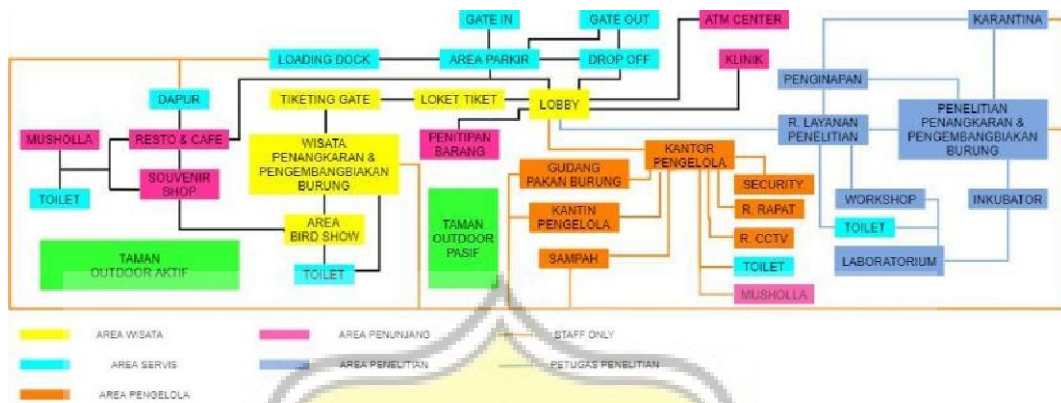 GATE IN
GATE OUT
ATM CENTER
KARANTINA
LOADING DOCK
AREA PARKIR
DROP OFF
KLINIK
PENGINAPAN
DAPUR
TIKETING GATE
LOKET TIKET
LOBBY
PENELITIAN
PENANGKARAN &
PENGEMBANGBIAKAN
BURUNG
MUSHOLLA
RESTO & CAFE
WISATA
PENANGKARAN &
PENGEMBANGBIAKAN
BURUNG
PENITIPAN
BARANG
R. LAYANAN
PENELITIAN
KANTOR
PENGELOLA
GUDANG
PAKAN BURUNG
SOUVENIR
SHOP
SECURITY
TOILET
WORKSHOP
INKUBATOR
R. RAPAT
KANTIN
PENGELOLA
AREA
BIRD SHOW
TAMAN
OUTDOOR
PASIF
TOILET
R. CCTV
SAMPAH
LABORATORIUM
TAMAN
OUTDOOR AKTIF
TOILET
TOILET
MUSHOLLA
AREA WISATA
AREA PENUNJANG
STAFF ONLY
AREA SERVIS
AREA PENELITIAN
PETUGAS PENELITIAN
AREA PENGELOLA